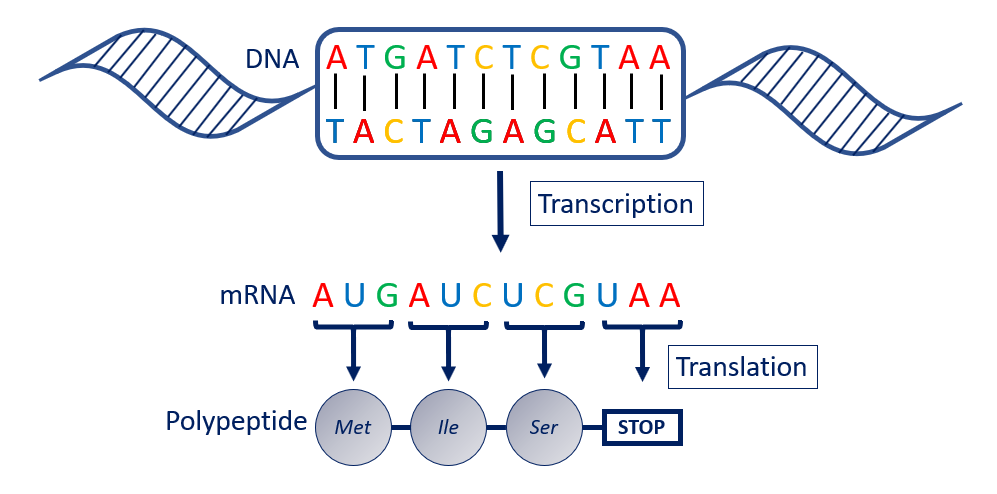 DNA A T G A T C T C G T A A
T A C T A G A G C A T T
Transcription
mRNA A U G A U C U C G U A A
Translation
Polypeptide Met Ile Ser STOP